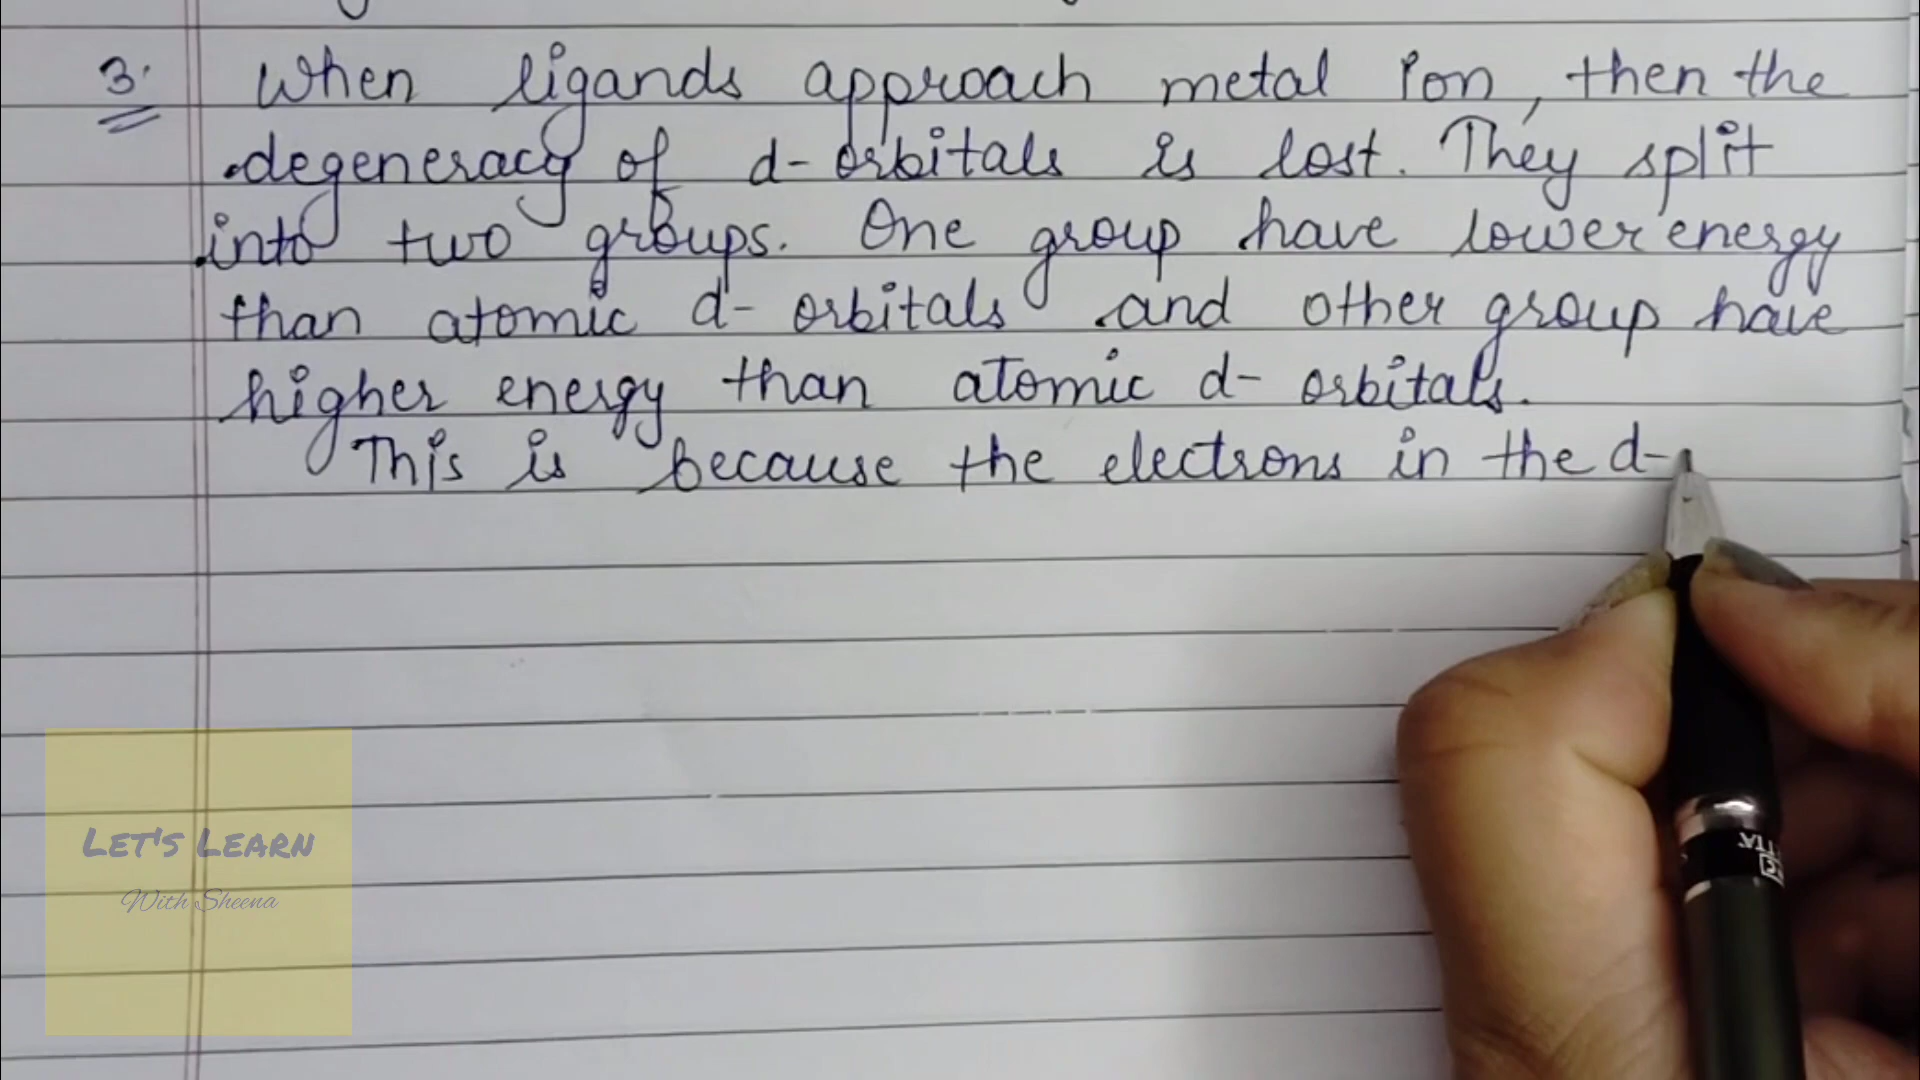 3. When ligands approach metal ion, then the
degeneracy of d-orbitals is lost. They split
into two groups. One group have lower energy
than atomic d-orbitals and other group have
higher energy than atomic d-orbitals.
This is because the electrons in the d-
LET'S LEARN
With Sheena